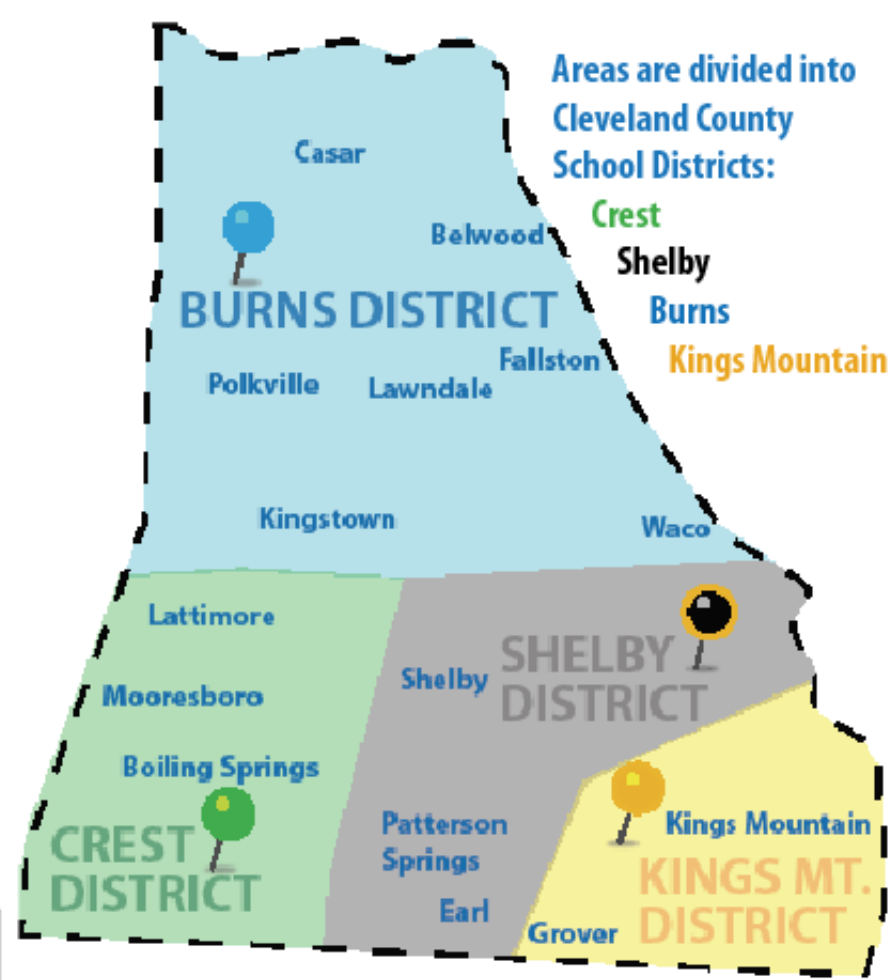 Areas are divided into
Cleveland County
School Districts:
Crest
Shelby
Burns
Kings Mountain
Casar
Belwood
BURNS DISTRICT
Fallston
Polkville
Lawndale
Kingstown
Waco
Lattimore
Mooresboro
Boiling Springs
CREST
DISTRICT
Shelby
SHELBY
DISTRICT
Patterson
Springs
Earl
Kings Mountain
KINGS MT.
DISTRICT
Grover